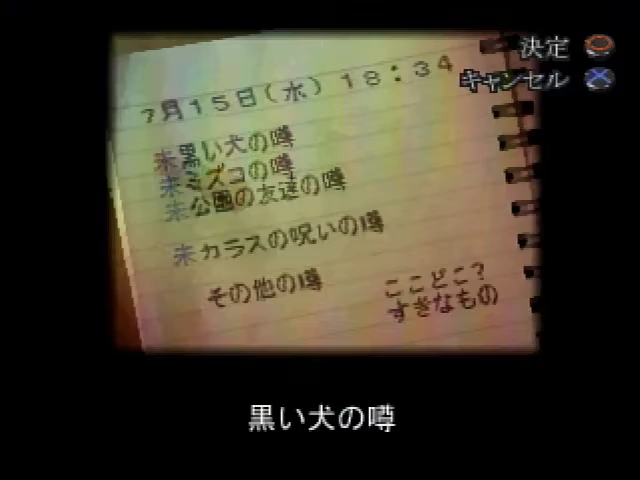 決定
キャンセル
7月15日(水) 18:34
未黒い犬の噂
未ミズコの噂
未公園の友達の噂
未カラスの呪いの噂
その他の噂
ここどこ?
すきなもの
黒い犬の噂